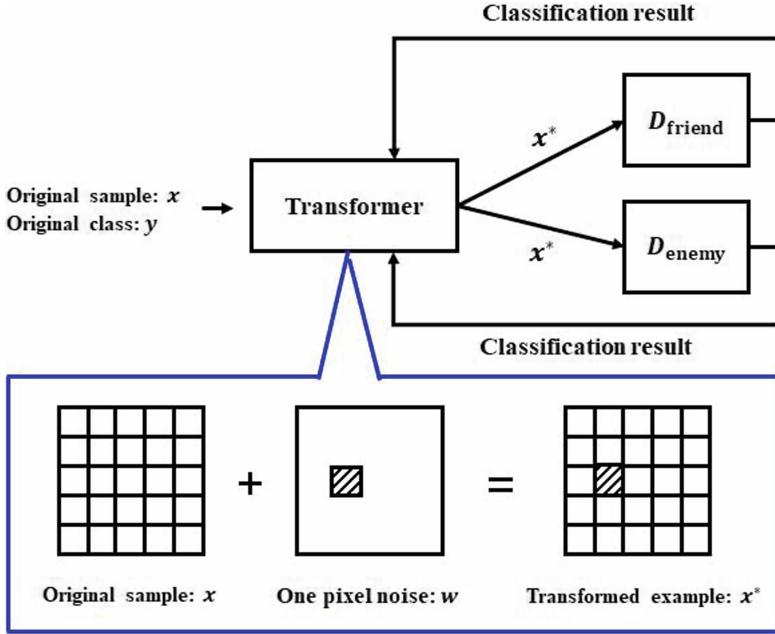 Classification result
x*
D_friend
Original sample: x
Original class: y
Transformer
x*
D_enemy
Classification result
+
=
Original sample: x
One pixel noise: w
Transformed example: x*